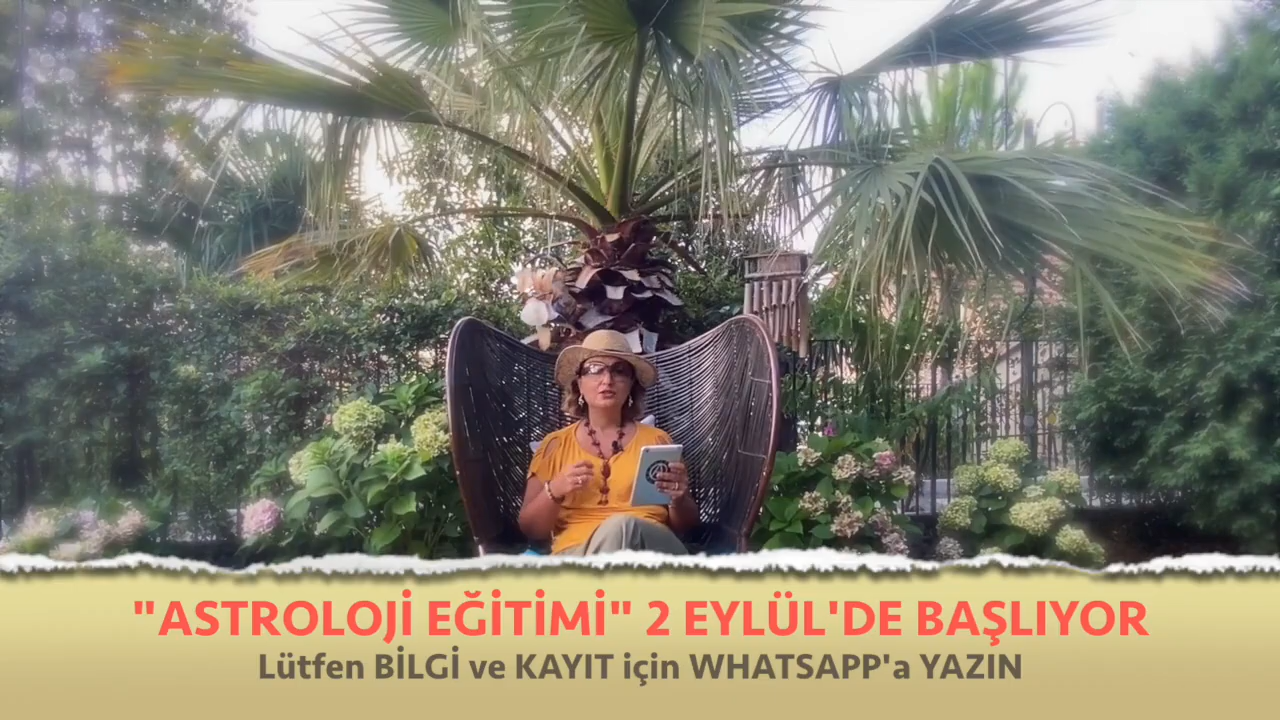 "ASTROLOJİ EĞİTİMİ" 2 EYLÜL'DE BAŞLIYOR
Lütfen BİLGİ ve KAYIT için WHATSAPP'a YAZIN